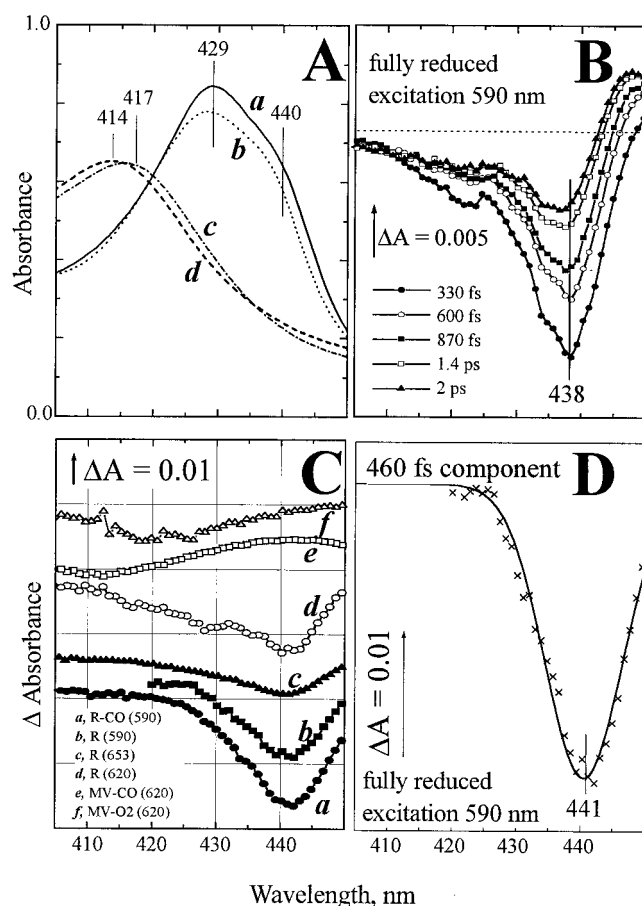 1.0
A
429
a
440
417
414
b
c
d
0.0
Absorbance
B
fully reduced
excitation 590 nm
ΔA = 0.005
330 fs
600 fs
870 fs
1.4 ps
2 ps
438
C
ΔA = 0.01
f
e
d
c
b
a
a, R-CO (590)
b, R (590)
c, R (653)
d, R (620)
e, MV-CO (620)
f, MV-O2 (620)
Δ Absorbance
410 420 430 440
D
460 fs component
ΔA = 0.01
441
fully reduced
excitation 590 nm
410 420 430 440
Wavelength, nm